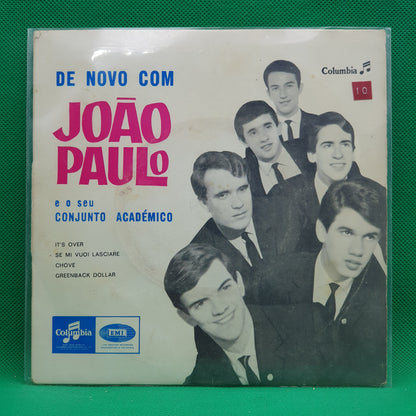 DE NOVO COM
JOÃO
PAULO
e o seu
CONJUNTO ACADÉMICO
IT'S OVER
SE MI VUOI LASCIARE
CHOVE
GREENBACK DOLLAR
Columbia
10
Columbia
EMI